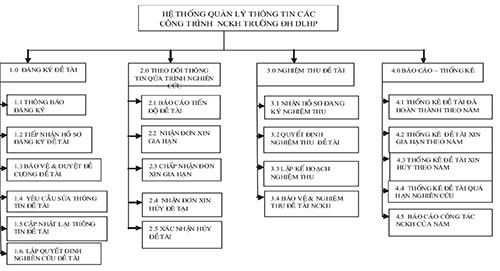 HỆ THỐNG QUẢN LÝ THÔNG TIN CÁC
CÔNG TRÌNH NCKH TRƯỜNG ĐH DLHP
1.0 ĐĂNG KÝ ĐỀ TÀI
1.1 THÔNG BÁO
ĐĂNG KÝ
1.2 TIẾP NHẬN HỒ SƠ
ĐĂNG KÝ ĐỀ TÀI
1.3 BẢO VỆ & DUYỆT ĐỀ
CƯƠNG ĐỀ TÀI
1.4 YÊU CẦU SỬA THÔNG
TIN ĐỀ TÀI
1.5 CẬP NHẬT LẠI THÔNG
TIN ĐỀ TÀI
1.6. LẬP QUYẾT ĐỊNH
NGHIÊN CỨU ĐỀ TÀI
2.0 THEO DÕI THÔNG
TIN QÚA TRÌNH NGHIÊN
CỨU
2.1 BÁO CÁO TIẾN
ĐỘ ĐỀ TÀI
2.2 NHẬN ĐƠN XIN
GIA HẠN
2.3 CHẤP NHẬN ĐƠN
XIN GIA HẠN
2.4 NHẬN ĐƠN XIN
HỦY ĐỀ TẠI
2.5 XÁC NHẬN HỦY
ĐỀ TÀI
3.0 NGHIỆM THU ĐỀ TÀI
3.1 NHẬN HỒ SƠ ĐĂNG
KÝ NGHIỆM THU
3.2 QUYẾT ĐỊNH
NGHIỆM THU ĐỀ TÀI
3.3 LẬP KẾ HOẠCH
NGHIỆM THU
3.4 BẢO VỆ & NGHIỆM
THU ĐỀ TÀI NCKH
4.0 BÁO CÁO – THỐNG KÊ
4.1 THỐNG KÊ ĐỀ TÀI ĐÃ
HOÀN THÀNH THEO NĂM
4.2 THỐNG KÊ ĐỀ TÀI XIN
GIA HẠN THEO NĂM
4.3 THỐNG KÊ ĐỀ TÀI XIN
HỦY THEO NĂM
4.4 THỐNG KÊ ĐỀ TÀI QUÁ
HẠN NGHIÊN CỨU
4.5 BÁO CÁO CÔNG TÁC
NCKH CỦA NĂM